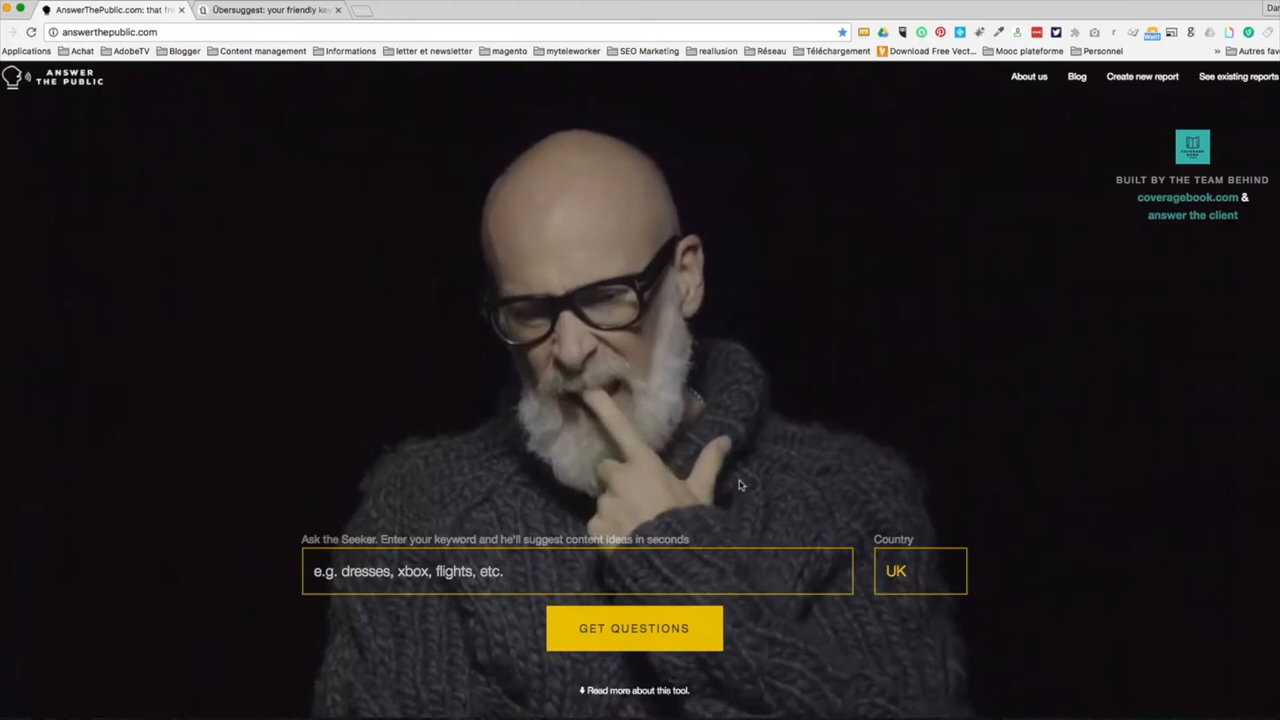 AnswerThePublic.com: that fre
Übersuggest: your friendly key
Dar
answerthepublic.com
Applications Achat AdobeTV Blogger Content management Informations letter et newsletter magento myteleworker SEO Marketing reallusion Réseau Téléchargement Download Free Vect... Mooc plateforme Personnel » Autres fav
ANSWER
THE PUBLIC
About us Blog Create new report See existing reports
BUILT BY THE TEAM BEHIND
coveragebook.com &
answer the client
Ask the Seeker. Enter your keyword and he'll suggest content ideas in seconds
Country
e.g. dresses, xbox, flights, etc.
UK
GET QUESTIONS
Read more about this tool.